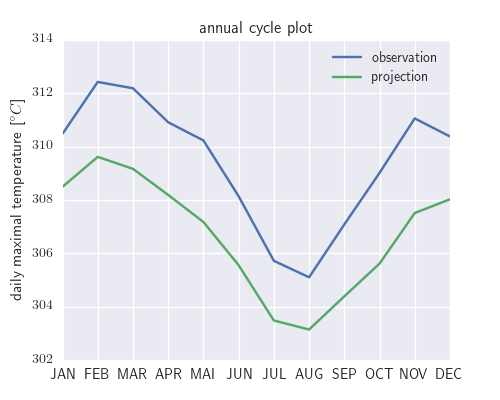 annual cycle plot
314
312
310
308
306
304
302
daily maximal temperature [°C]
observation
projection
JAN FEB MAR APR MAI JUN JUL AUG SEP OCT NOV DEC